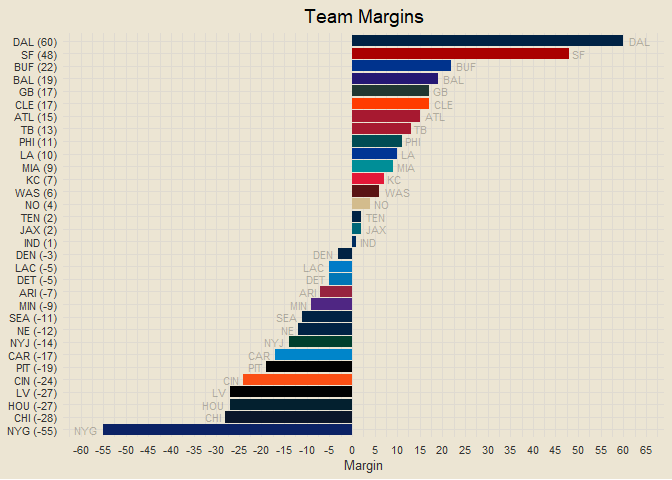 Team Margins
DAL (60) DAL
SF (48) SF
BUF (22) BUF
BAL (19) BAL
GB (17) GB
CLE (17) CLE
ATL (15) ATL
TB (13) TB
PHI (11) PHI
LA (10) LA
MIA (9) MIA
KC (7) KC
WAS (6) WAS
NO (4) NO
TEN (2) TEN
JAX (2) JAX
IND (1) IND
DEN (-3) DEN
LAC (-5) LAC
DET (-5) DET
ARI (-7) ARI
MIN (-9) MIN
SEA (-11) SEA
NE (-12) NE
NYJ (-14) NYJ
CAR (-17) CAR
PIT (-19) PIT
CIN (-24) CIN
LV (-27) LV
HOU (-27) HOU
CHI (-28) CHI
NYG (-55) NYG
-60 -55 -50 -45 -40 -35 -30 -25 -20 -15 -10 -5 0 5 10 15 20 25 30 35 40 45 50 55 60 65
Margin